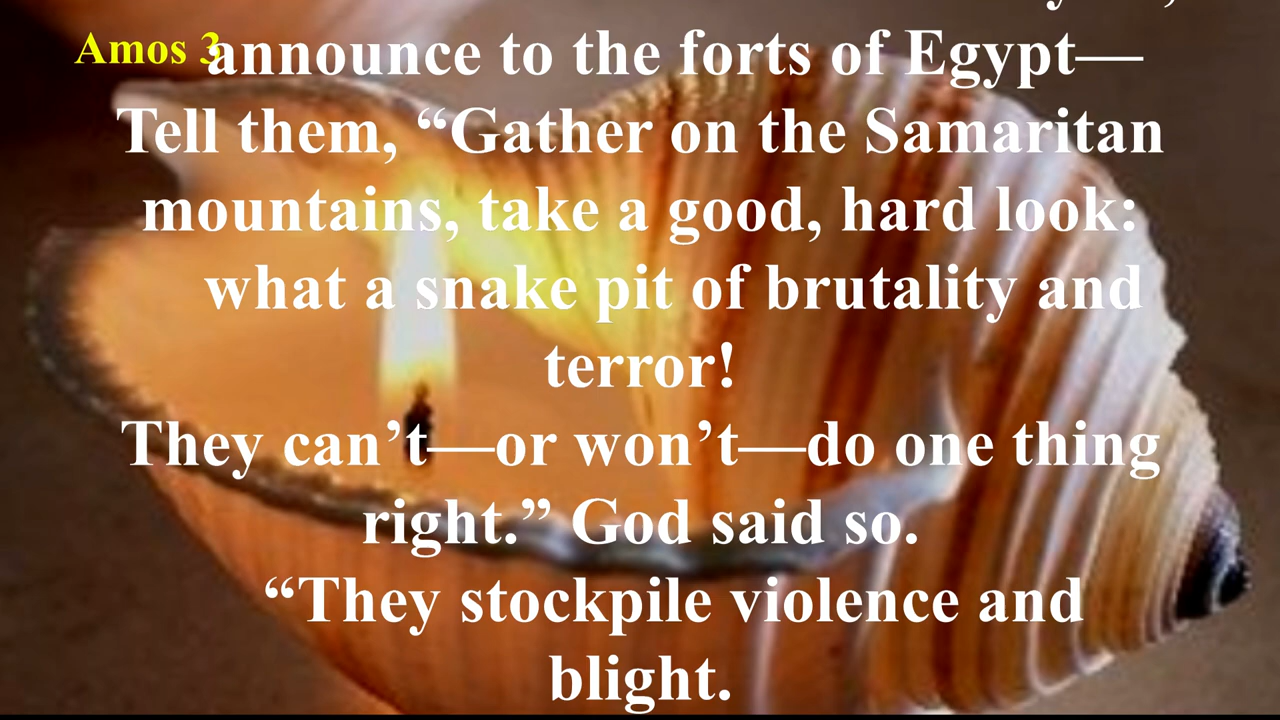 Amos 3
announce to the forts of Egypt—
Tell them, “Gather on the Samaritan
mountains, take a good, hard look:
what a snake pit of brutality and
terror!
They can’t—or won’t—do one thing
right.” God said so.
“They stockpile violence and
blight.